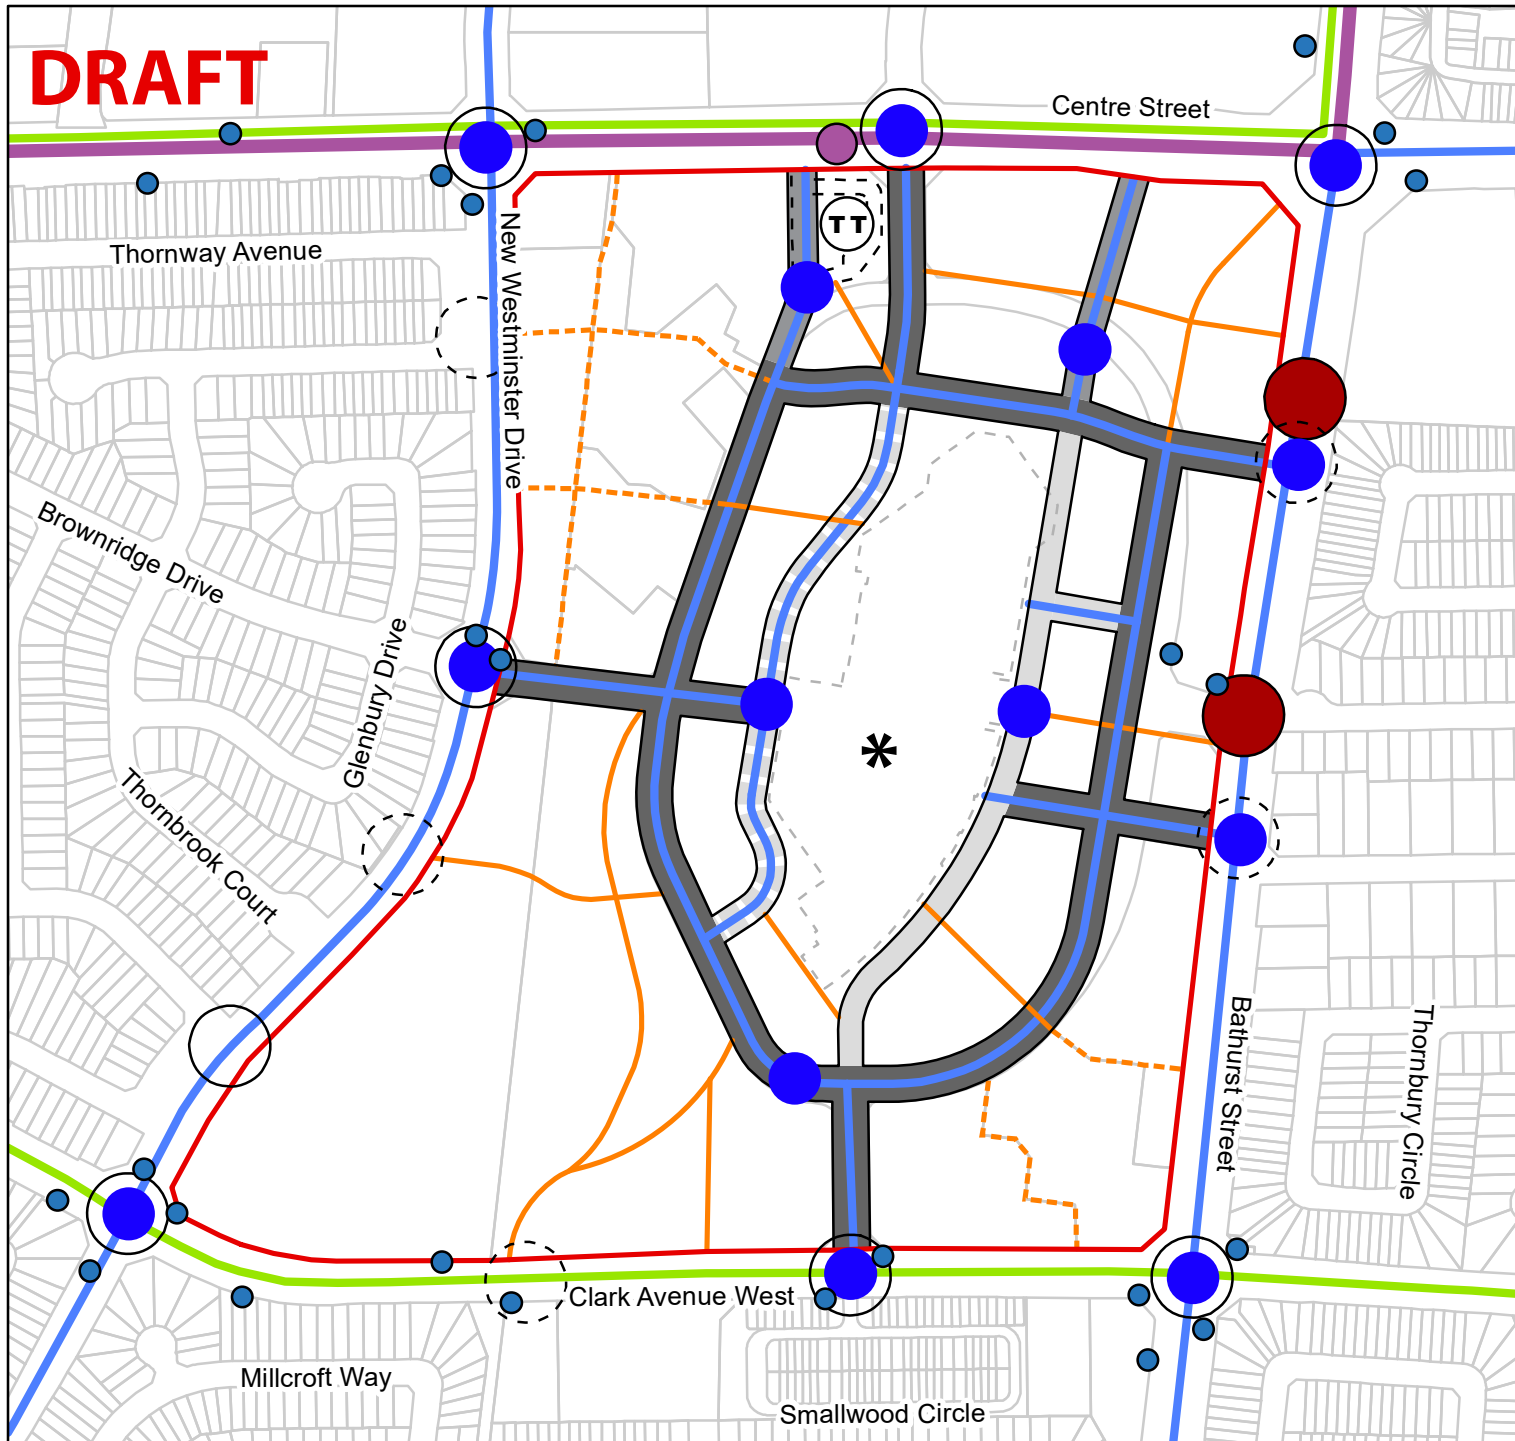 DRAFT
Centre Street
Thornway Avenue
TT
New Westminster Drive
Brownridge Drive
Glenbury Drive
*
Thornbrook Court
Bathurst Street
Thornbury Circle
Clark Avenue West
Millcroft Way
Smallwood Circle